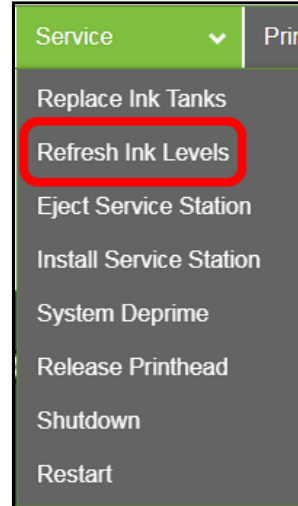 Service
Replace Ink Tanks
Refresh Ink Levels
Eject Service Station
Install Service Station
System Deprime
Release Printhead
Shutdown
Restart